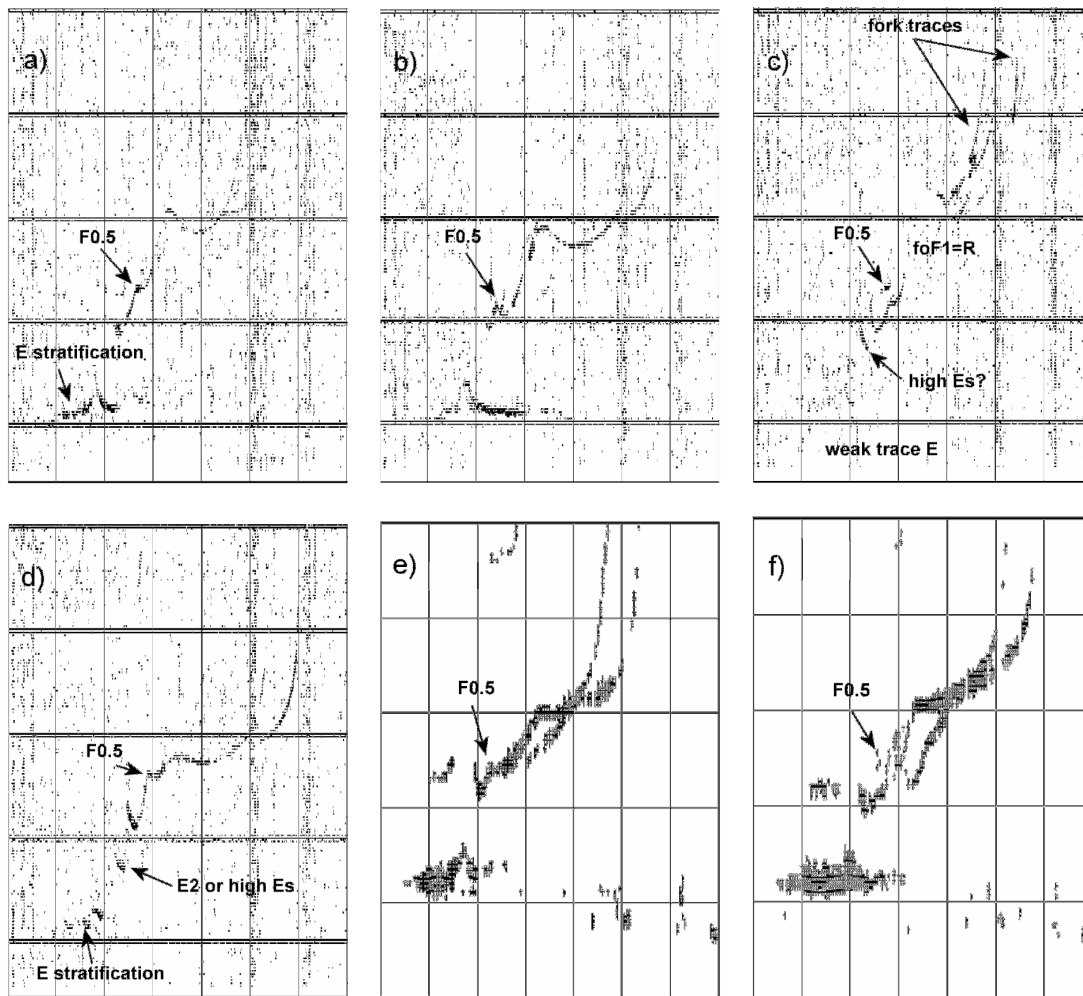 a)
F0.5
E stratification
b)
F0.5
c)
fork traces
F0.5
foF1=R
high Es?
weak trace E
d)
F0.5
E2 or high Es
E stratification
e)
F0.5
f)
F0.5